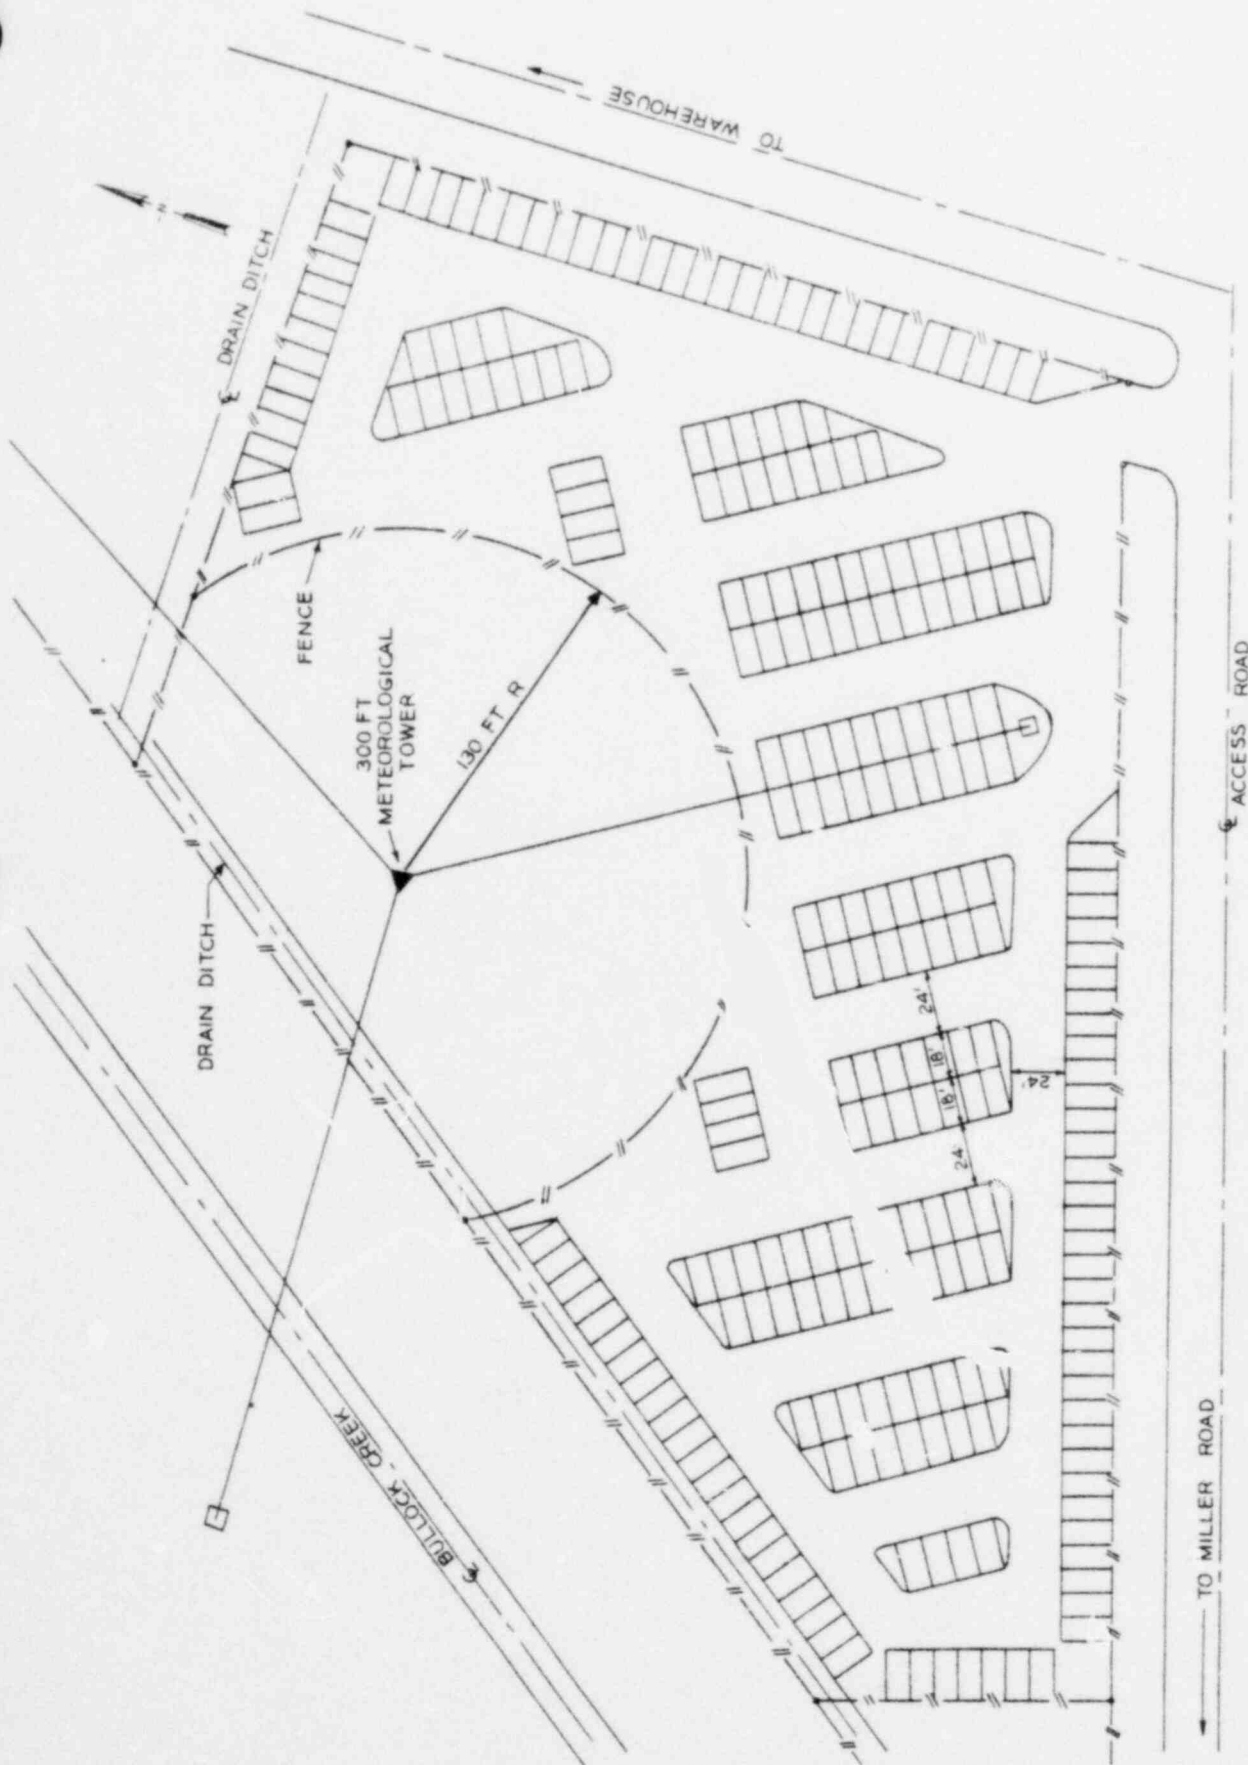 TO WAREHOUSE
N
℄ DRAIN DITCH
FENCE
300 FT
METEOROLOGICAL
TOWER
130 FT R
DRAIN DITCH
℄ BULLOCK CREEK
24'
18'
18'
24'
24'
℄ ACCESS ROAD
TO MILLER ROAD